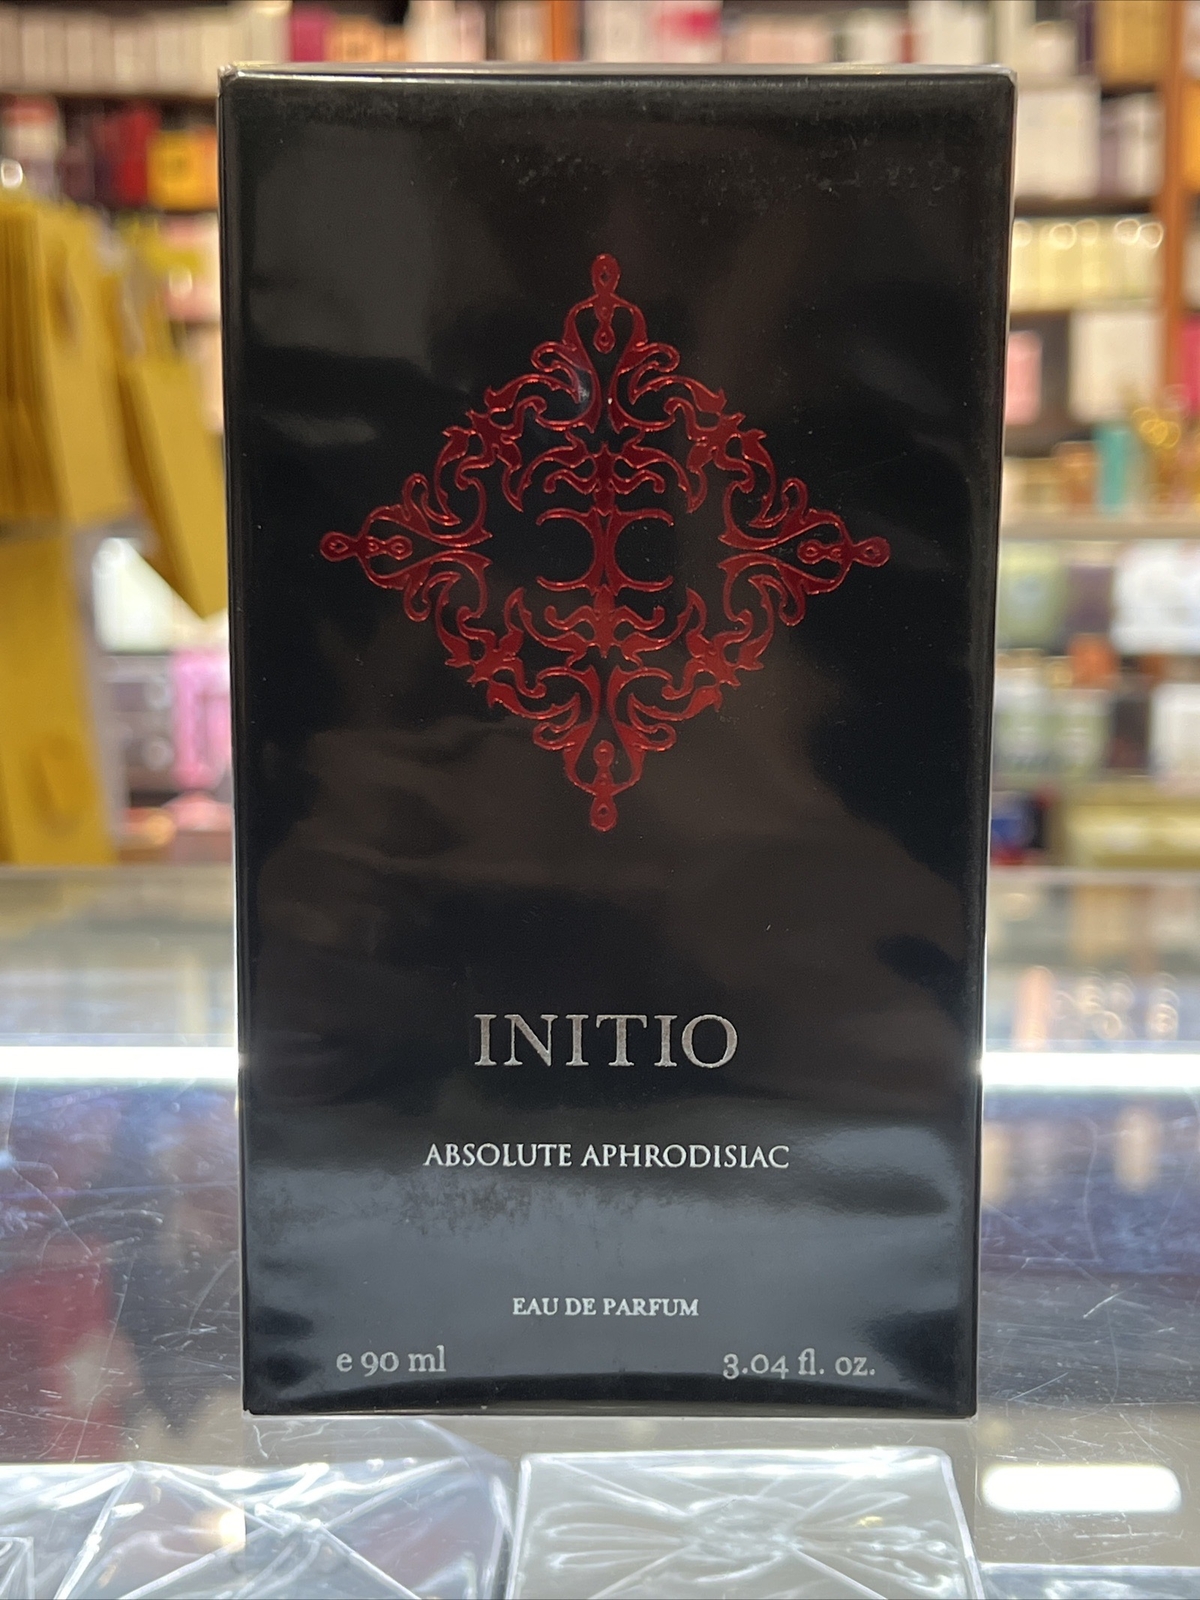 INITIO
ABSOLUTE APHRODISIAC
EAU DE PARFUM
e 90 ml 3.04 fl. oz.